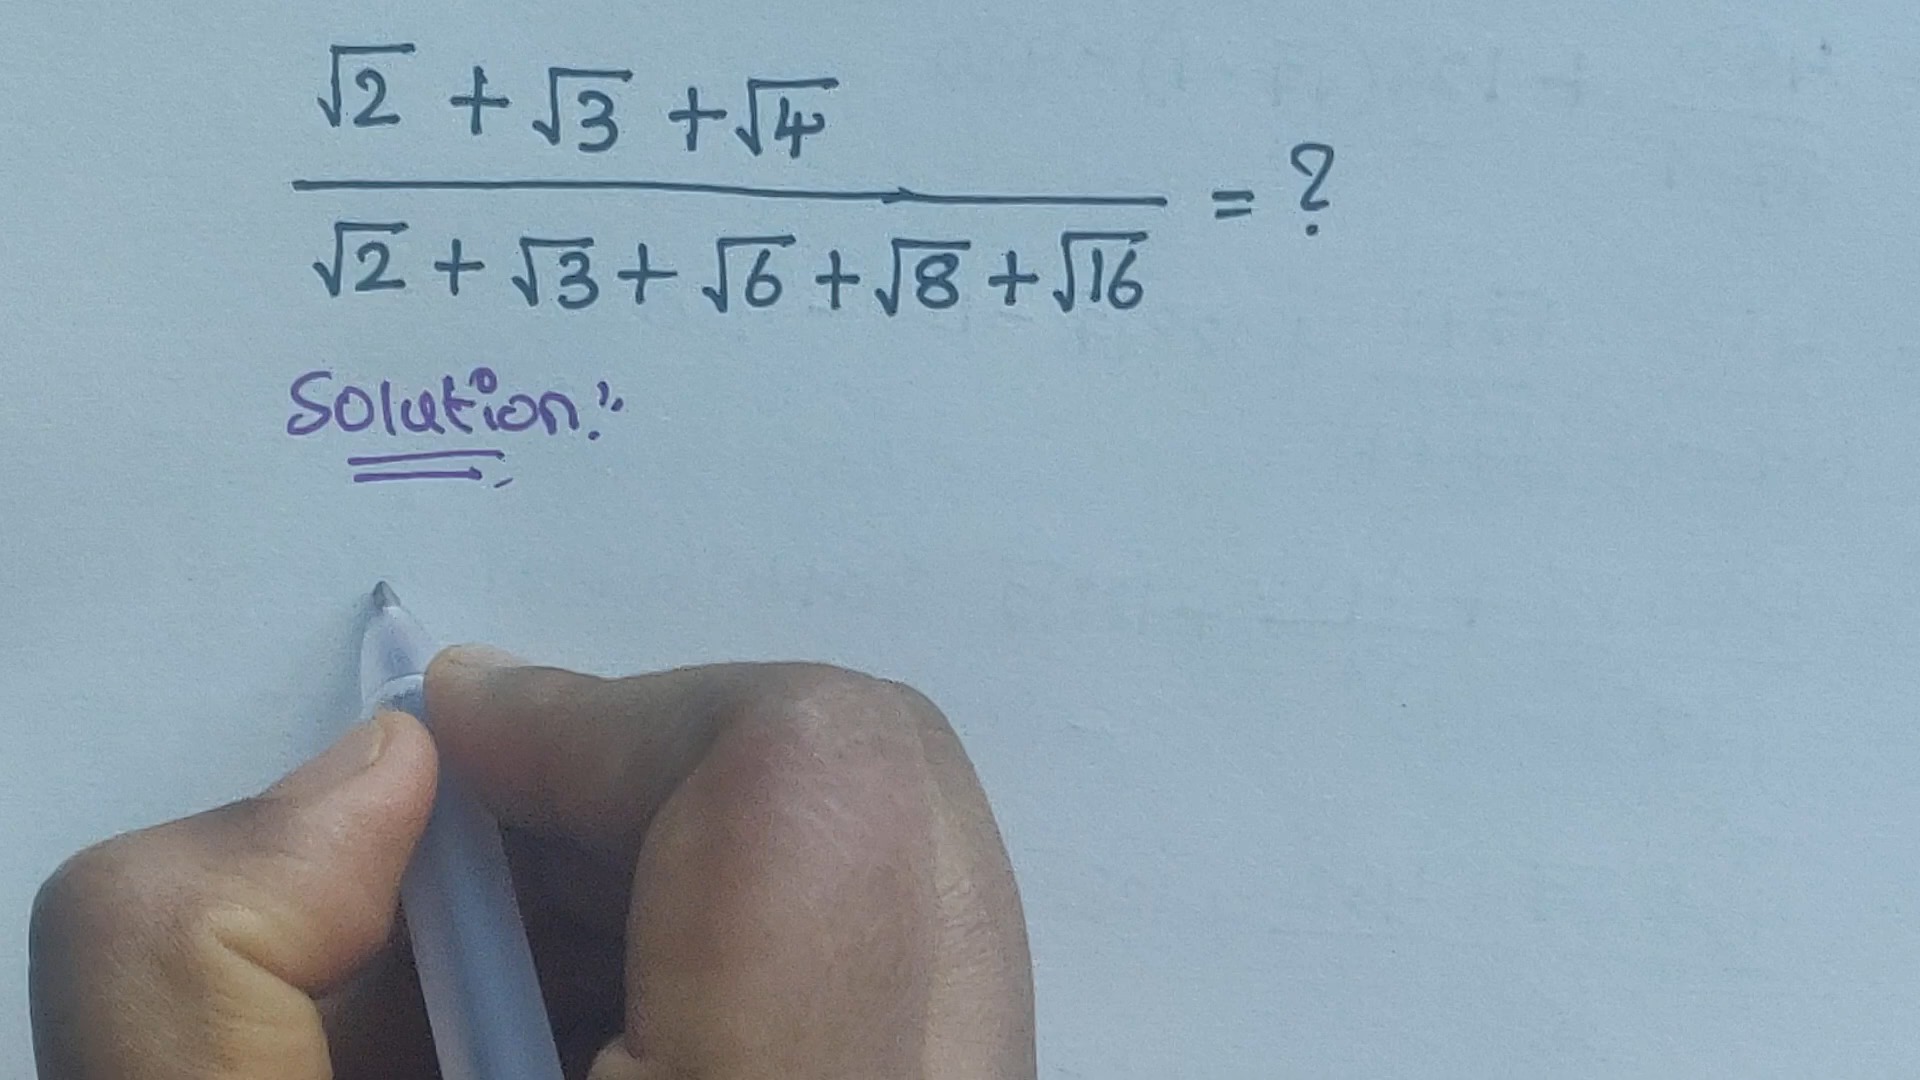 √2 + √3 + √4
√2 + √3 + √6 + √8 + √16
= ?
Solution: